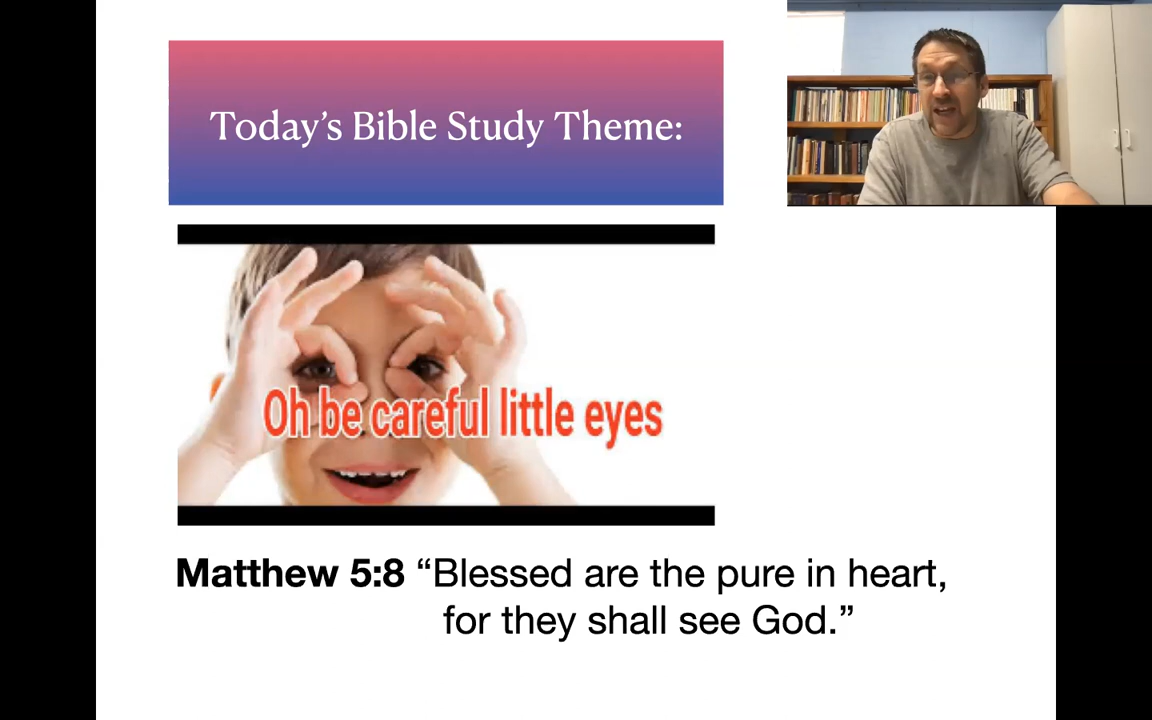 Today’s Bible Study Theme:
Oh be careful little eyes
Matthew 5:8 “Blessed are the pure in heart,
for they shall see God.”